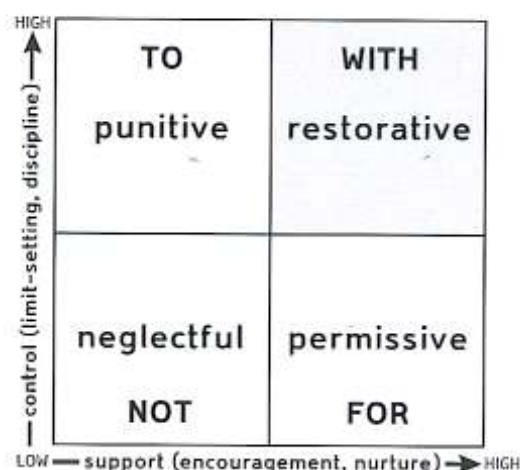 HIGH
TO
WITH
punitive
restorative
control (limit-setting, discipline)
neglectful
permissive
NOT
FOR
LOW
support (encouragement, nurture)
HIGH